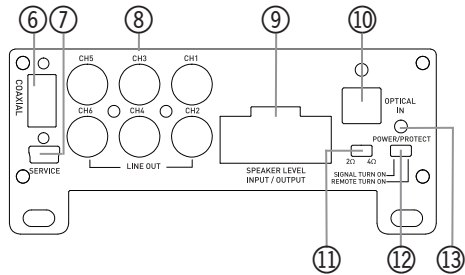 ⑥ ⑦ ⑧ ⑨ ⑩
CH5 CH3 CH1
COAXIAL
OPTICAL
IN
CH6 CH4 CH2
POWER/PROTECT
SERVICE
LINE OUT
SPEAKER LEVEL
INPUT / OUTPUT
2Ω 4Ω
SIGNAL TURN ON
REMOTE TURN ON
⑪ ⑫ ⑬